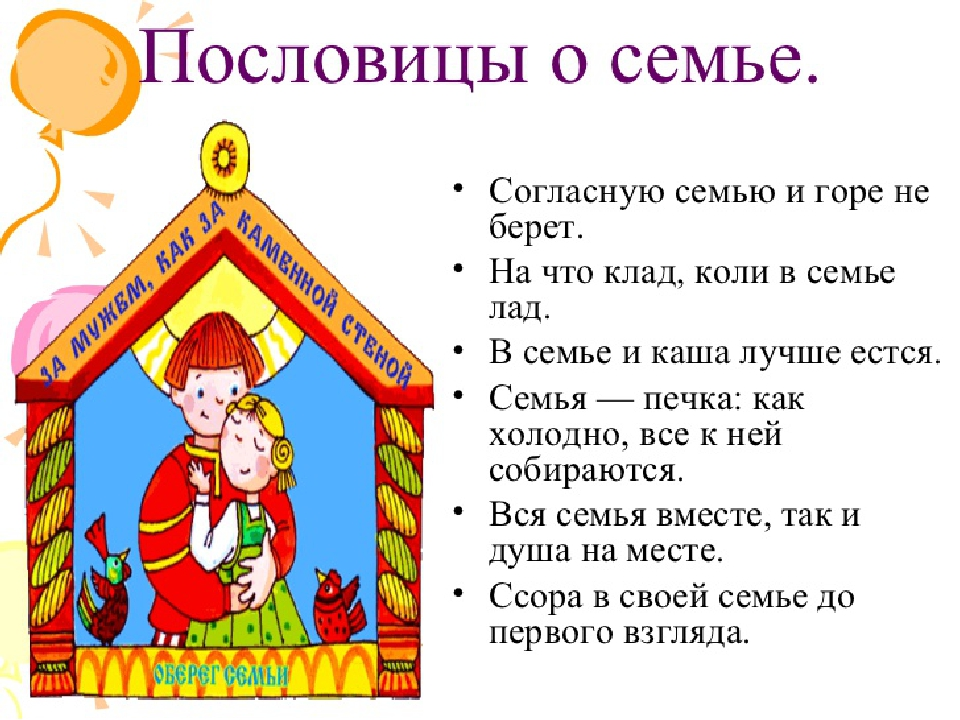 Пословицы о семье.
ЗА МУЖЕМ, КАК ЗА КАМЕННОЙ СТЕНОЙ
ОБЕРЕГ СЕМЬИ
• Согласную семью и горе не
берет.
• На что клад, коли в семье
лад.
• В семье и каша лучше естся.
• Семья — печка: как
холодно, все к ней
собираются.
• Вся семья вместе, так и
душа на месте.
• Ссора в своей семье до
первого взгляда.